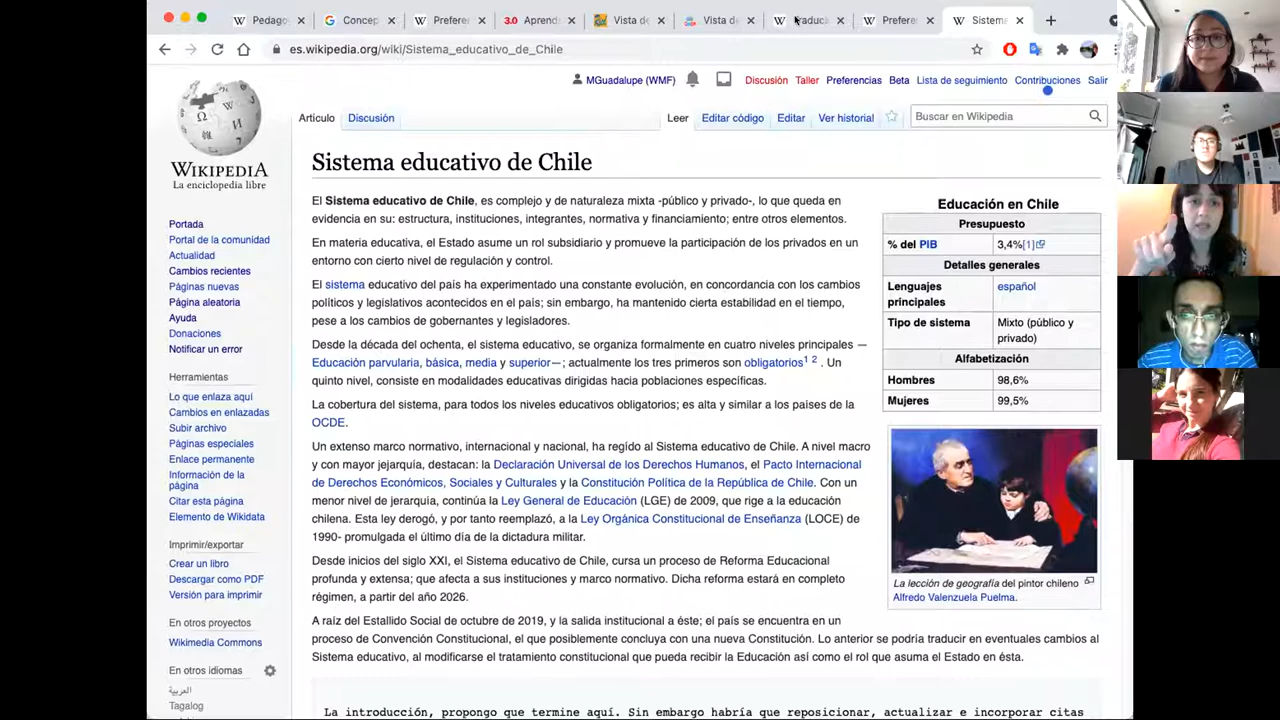 Pedago
Concep
Prefere
3.0 Aprend
Vista de
Vista de
Traducci
Prefere
Sistema
es.wikipedia.org/wiki/Sistema_educativo_de_Chile
MGuadalupe (WMF) Discusión Taller Preferencias Beta Lista de seguimiento Contribuciones Salir
Artículo Discusión Leer Editar código Editar Ver historial Buscar en Wikipedia
WIKIPEDIA
La enciclopedia libre
Portada
Portal de la comunidad
Actualidad
Cambios recientes
Páginas nuevas
Página aleatoria
Ayuda
Donaciones
Notificar un error
Herramientas
Lo que enlaza aquí
Cambios en enlazadas
Subir archivo
Páginas especiales
Enlace permanente
Información de la
página
Citar esta página
Elemento de Wikidata
Imprimir/exportar
Crear un libro
Descargar como PDF
Versión para imprimir
En otros proyectos
Wikimedia Commons
En otros idiomas
العربية
Tagalog
Sistema educativo de Chile
El Sistema educativo de Chile, es complejo y de naturaleza mixta -público y privado-, lo que queda en
evidencia en su: estructura, instituciones, integrantes, normativa y financiamiento; entre otros elementos.
En materia educativa, el Estado asume un rol subsidiario y promueve la participación de los privados en un
entorno con cierto nivel de regulación y control.
El sistema educativo del país ha experimentado una constante evolución, en concordancia con los cambios
políticos y legislativos acontecidos en el país; sin embargo, ha mantenido cierta estabilidad en el tiempo,
pese a los cambios de gobernantes y legisladores.
Desde la década del ochenta, el sistema educativo, se organiza formalmente en cuatro niveles principales —
Educación parvularia, básica, media y superior—; actualmente los tres primeros son obligatorios1 2 . Un
quinto nivel, consiste en modalidades educativas dirigidas hacia poblaciones específicas.
La cobertura del sistema, para todos los niveles educativos obligatorios; es alta y similar a los países de la
OCDE.
Un extenso marco normativo, internacional y nacional, ha regído al Sistema educativo de Chile. A nivel macro
y con mayor jejarquía, destacan: la Declaración Universal de los Derechos Humanos, el Pacto Internacional
de Derechos Económicos, Sociales y Culturales y la Constitución Política de la República de Chile. Con un
menor nivel de jerarquía, continúa la Ley General de Educación (LGE) de 2009, que rige a la educación
chilena. Esta ley derogó, y por tanto reemplazó, a la Ley Orgánica Constitucional de Enseñanza (LOCE) de
1990- promulgada el último día de la dictadura militar.
Desde inicios del siglo XXI, el Sistema educativo de Chile, cursa un proceso de Reforma Educacional
profunda y extensa; que afecta a sus instituciones y marco normativo. Dicha reforma estará en completo
régimen, a partir del año 2026.
A raíz del Estallido Social de octubre de 2019, y la salida institucional a éste; el país se encuentra en un
proceso de Convención Constitucional, el que posiblemente concluya con una nueva Constitución. Lo anterior se podría traducir en eventuales cambios al
Sistema educativo, al modificarse el tratamiento constitucional que pueda recibir la Educación así como el rol que asuma el Estado en ésta.
La introducción, propongo que termine aquí. Sin embargo habría que reposicionar, actualizar e incorporar citas
Educación en Chile
Presupuesto
% del PIB 3,4%[1]
Detalles generales
Lenguajes principales español
Tipo de sistema Mixto (público y
privado)
Alfabetización
Hombres 98,6%
Mujeres 99,5%
La lección de geografía del pintor chileno
Alfredo Valenzuela Puelma.